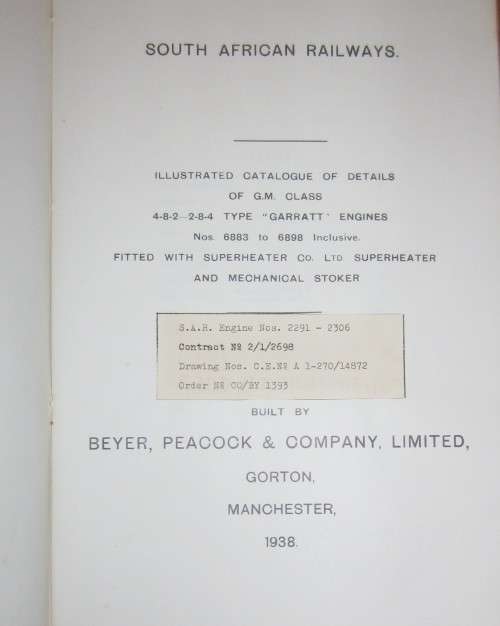 SOUTH AFRICAN RAILWAYS.
ILLUSTRATED CATALOGUE OF DETAILS
OF G.M. CLASS
4-8-2—2-8-4 TYPE "GARRATT" ENGINES
Nos. 6883 to 6898 Inclusive.
FITTED WITH SUPERHEATER Co. LTD SUPERHEATER
AND MECHANICAL STOKER
S.A.R. Engine Nos. 2291 - 2306
Contract № 2/1/2698
Drawing Nos. C.E.№ A 1-270/14872
Order № CO/BY 1393
BUILT BY
BEYER, PEACOCK & COMPANY, LIMITED,
GORTON,
MANCHESTER,
1938.